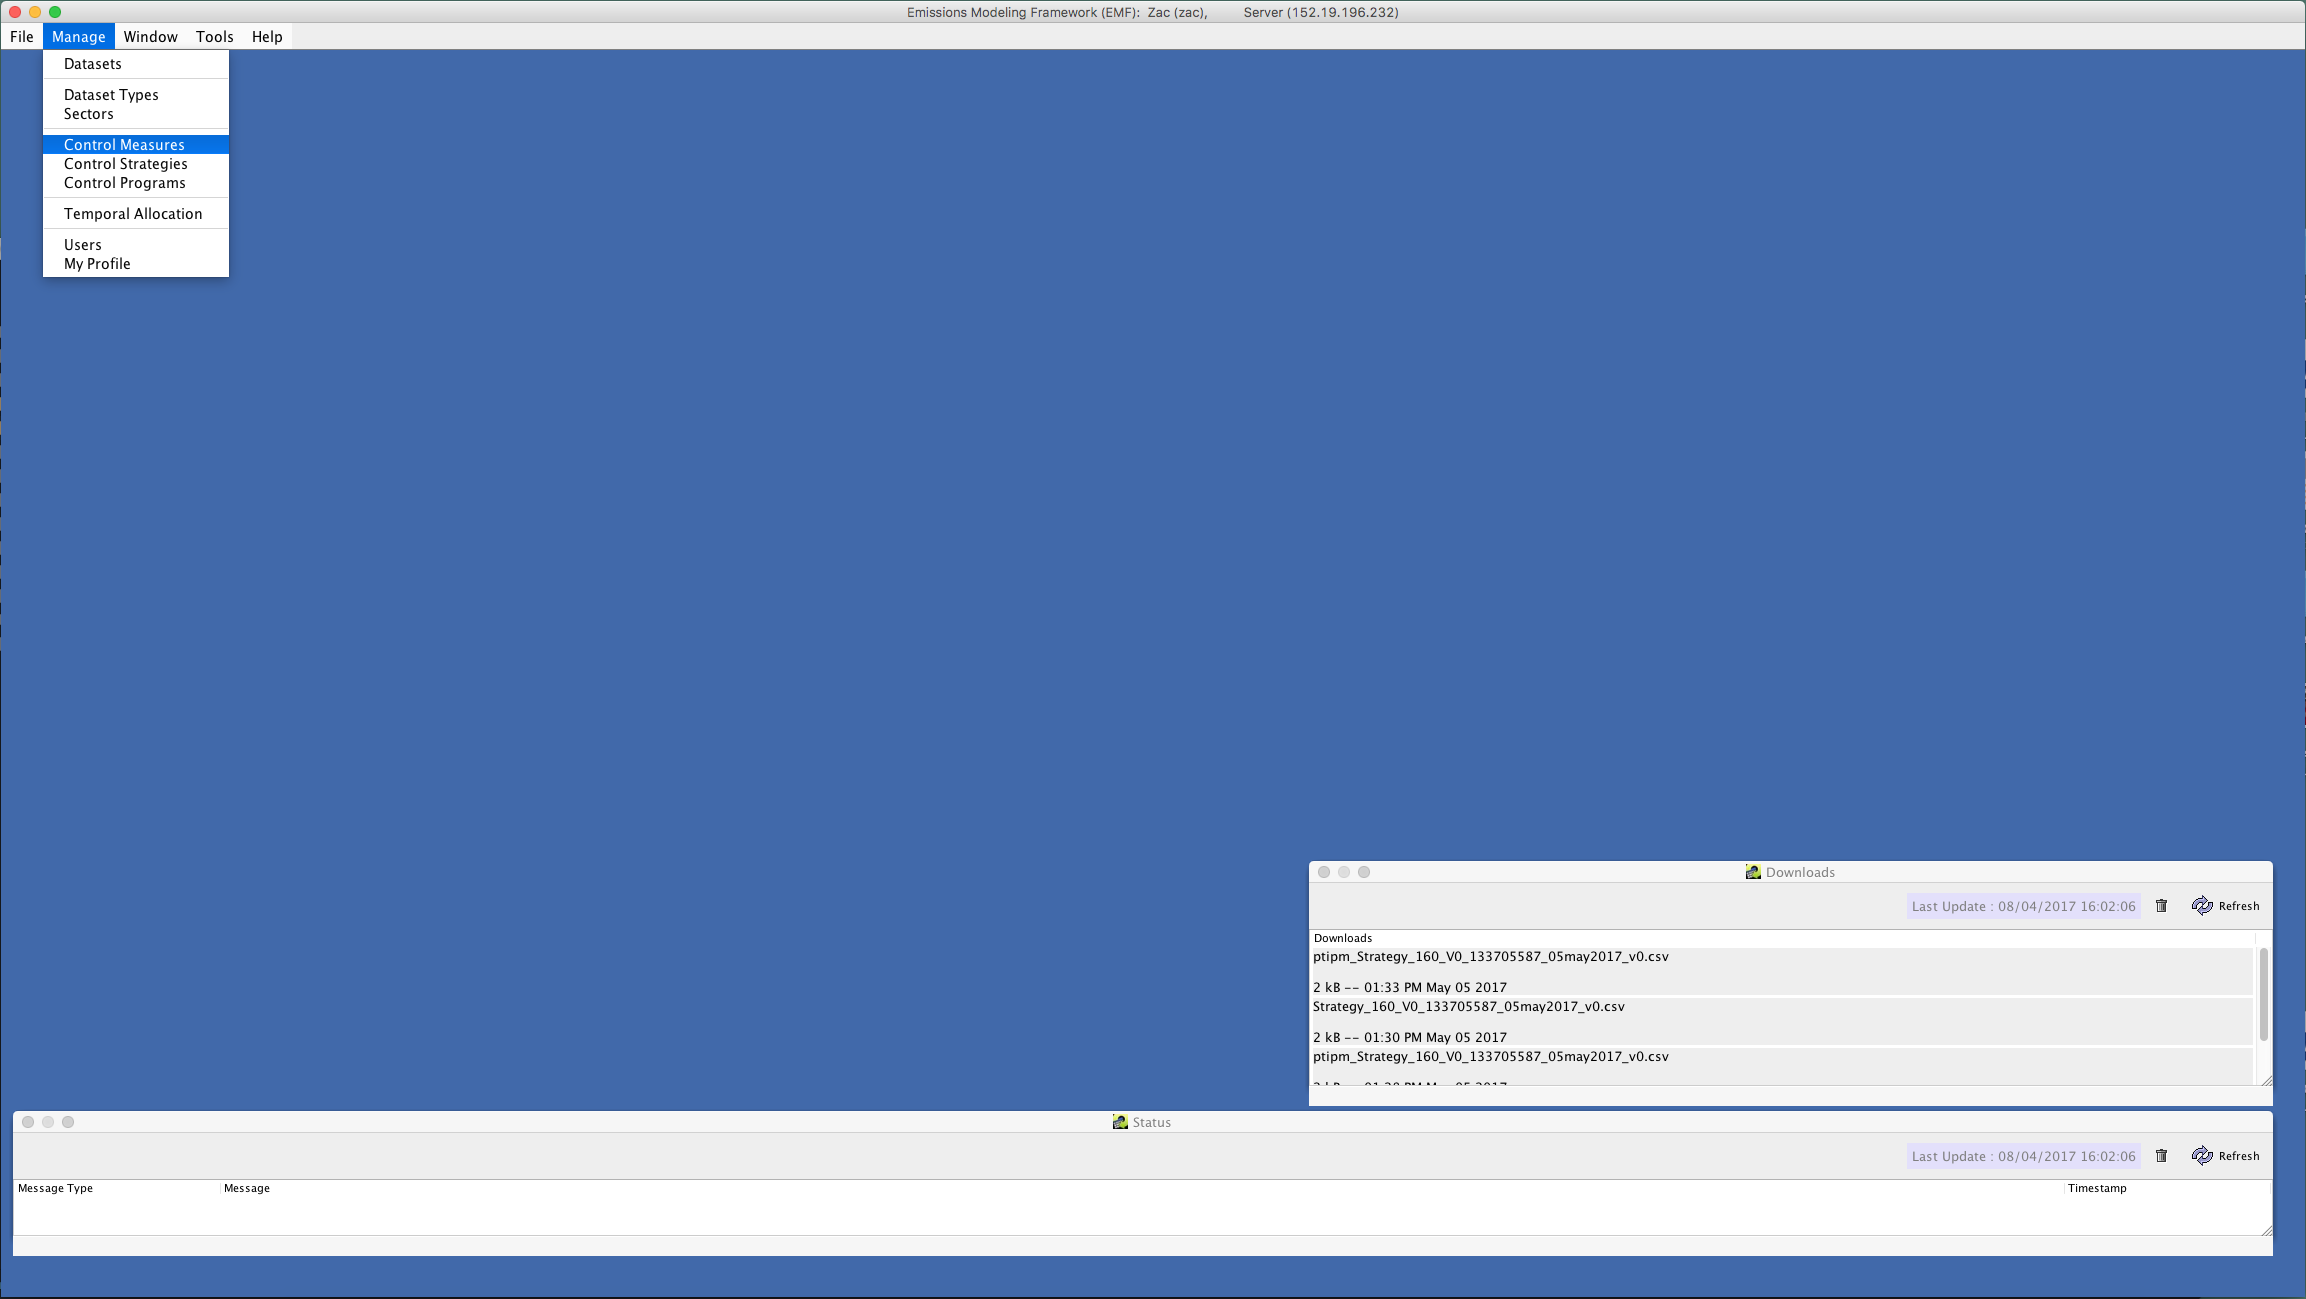 Emissions Modeling Framework (EMF): Zac (zac), Server (152.19.196.232)
File Manage Window Tools Help
Datasets
Dataset Types
Sectors
Control Measures
Control Strategies
Control Programs
Temporal Allocation
Users
My Profile
Downloads
Last Update : 08/04/2017 16:02:06 Refresh
Downloads
ptipm_Strategy_160_V0_133705587_05may2017_v0.csv
2 kB -- 01:33 PM May 05 2017
Strategy_160_V0_133705587_05may2017_v0.csv
2 kB -- 01:30 PM May 05 2017
ptipm_Strategy_160_V0_133705587_05may2017_v0.csv
Status
Last Update : 08/04/2017 16:02:06 Refresh
Message Type Message Timestamp